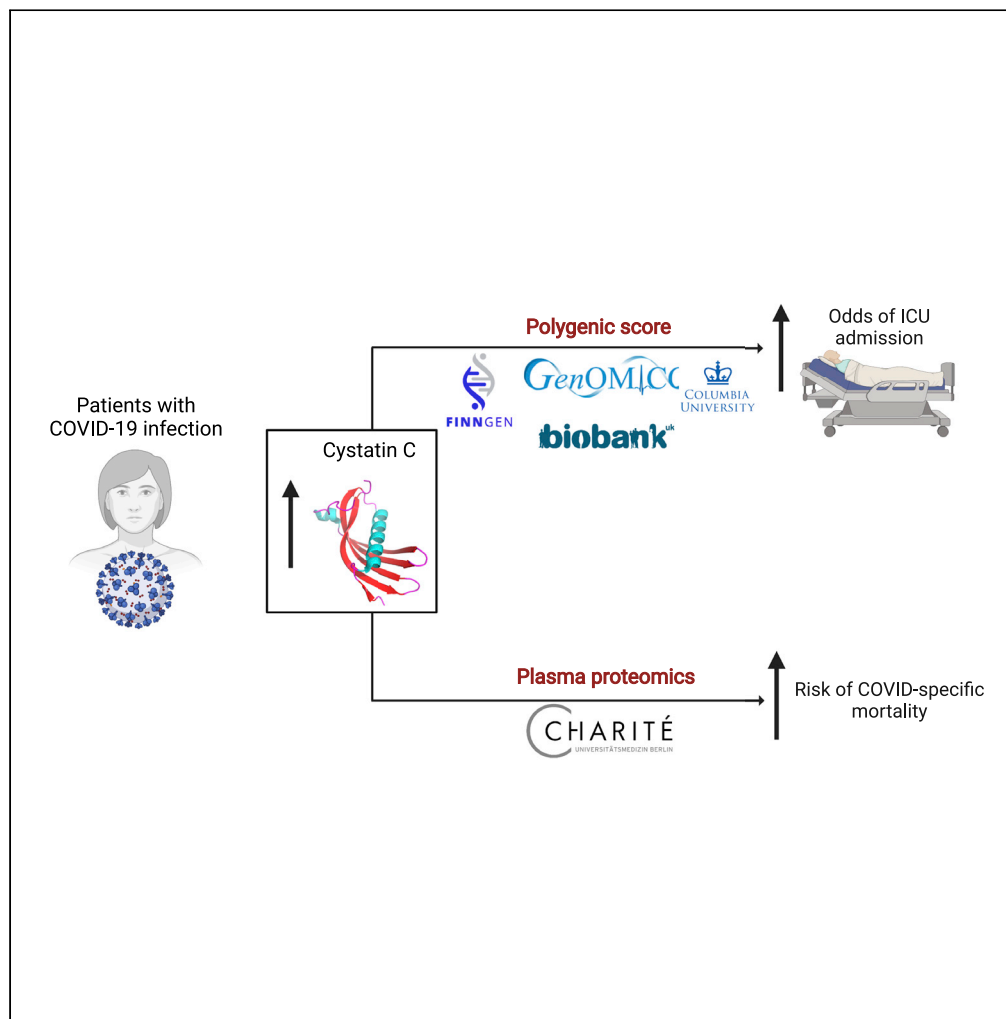 Polygenic score
Odds of ICU
admission
FINNGEN
GenOMICC
COLUMBIA
UNIVERSITY
biobank uk
Patients with
COVID-19 infection
Cystatin C
Plasma proteomics
CHARITÉ
UNIVERSITÄTSMEDIZIN BERLIN
Risk of COVID-specific
mortality